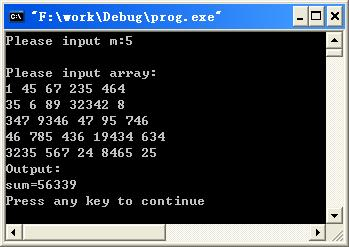 "F:\work\Debug\prog.exe"
Please input m:5
Please input array:
1 45 67 235 464
35 6 89 32342 8
347 9346 47 95 746
46 785 436 19434 634
3235 567 24 8465 25
Output:
sum=56339
Press any key to continue